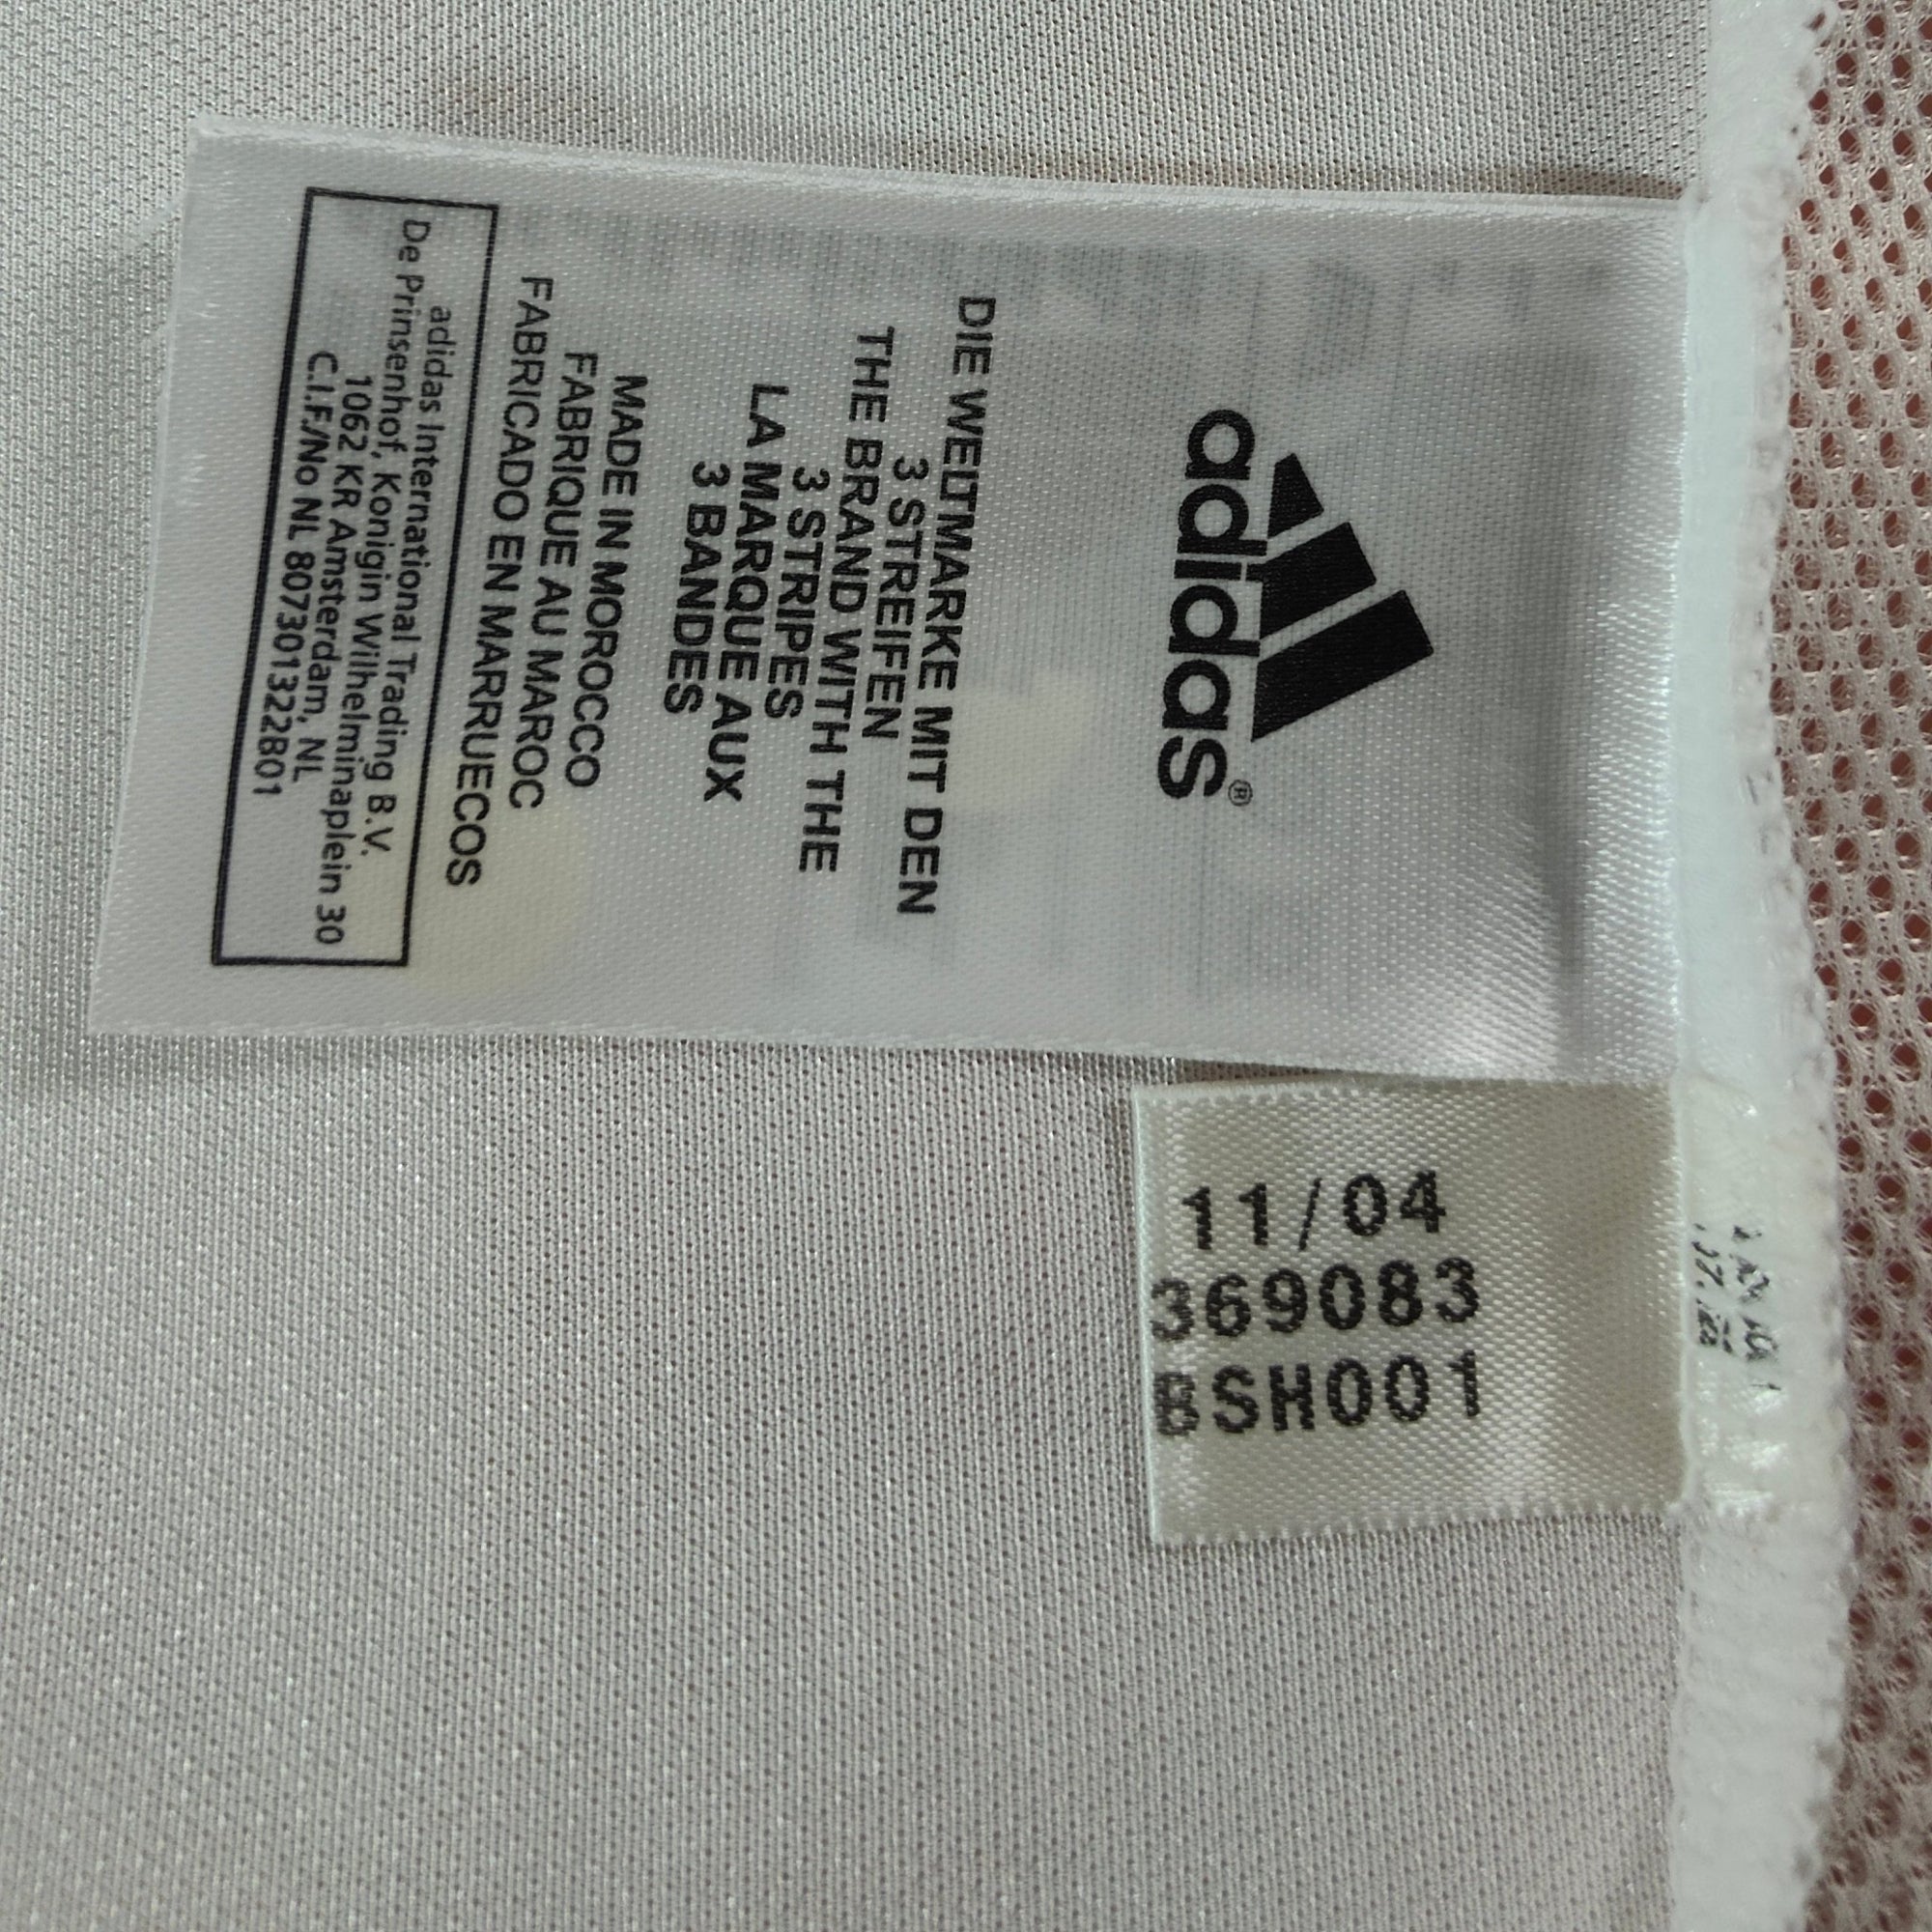 adidas®
DIE WELTMARKE MIT DEN
3 STREIFEN
THE BRAND WITH THE
3 STRIPES
LA MARQUE AUX
3 BANDES
MADE IN MOROCCO
FABRIQUE AU MAROC
FABRICADO EN MARRUECOS
adidas International Trading B.V.
De Prinsenhof, Konigin Wilhelminaplein 30
1062 KR Amsterdam, NL
C.I.F./No NL 807301322B01
11/04
369083
BSH001